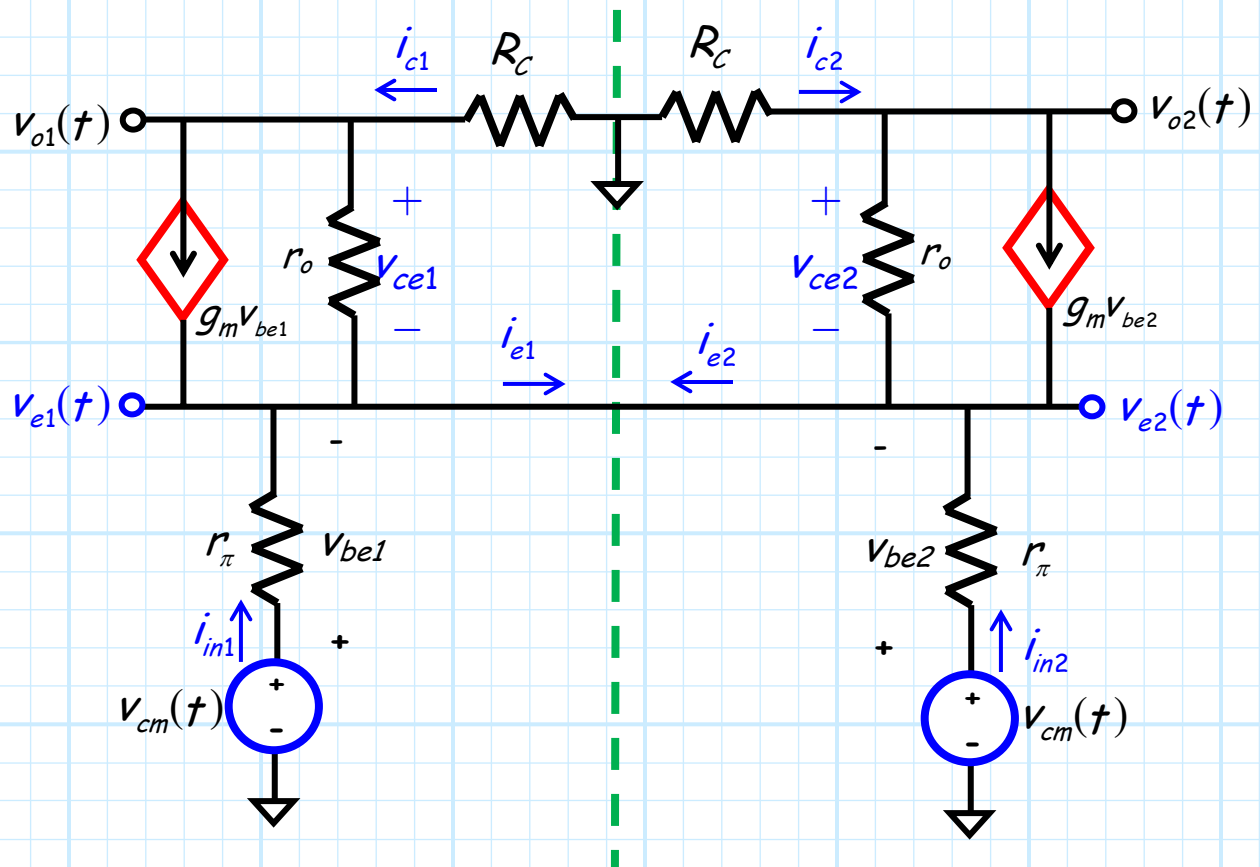 i_c1
R_C
R_C
i_c2
v_o1(t)
v_o2(t)
+
+
r_o
v_ce1
v_ce2
r_o
g_m v_be1
g_m v_be2
−
−
i_e1
i_e2
v_e1(t)
v_e2(t)
-
-
r_π
v_be1
v_be2
r_π
i_in1
+
+
i_in2
+
+
v_cm(t)
v_cm(t)
-
-